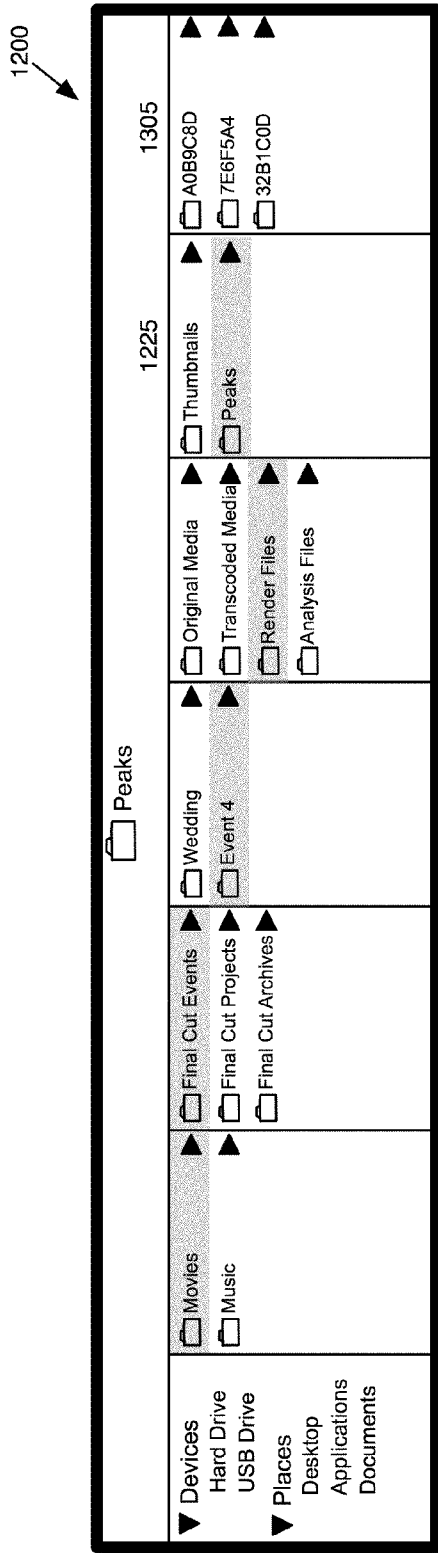 1200
1225
1305
Peaks
Devices
Hard Drive
USB Drive
Places
Desktop
Applications
Documents
Movies
Music
Final Cut Events
Final Cut Projects
Final Cut Archives
Wedding
Event 4
Original Media
Transcoded Media
Render Files
Analysis Files
Thumbnails
Peaks
A0B9C8D
7E6F5A4
32B1C0D